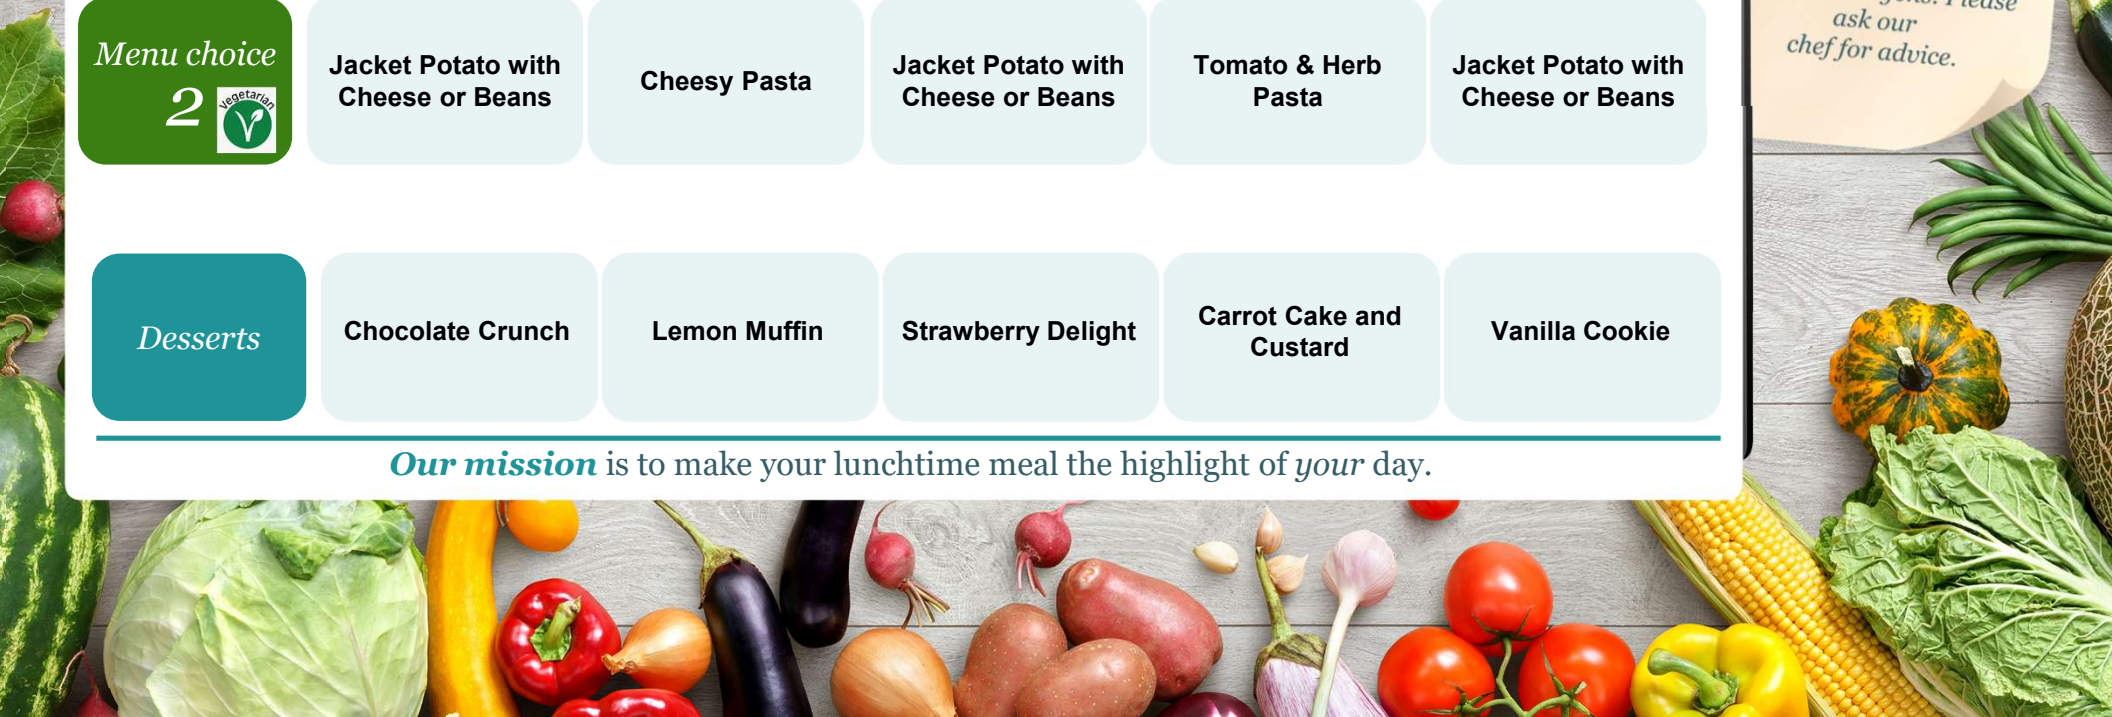 Please
ask our
chef for advice.
Menu choice
2
Vegetarian
V
Jacket Potato with
Cheese or Beans
Cheesy Pasta
Jacket Potato with
Cheese or Beans
Tomato & Herb
Pasta
Jacket Potato with
Cheese or Beans
Desserts
Chocolate Crunch
Lemon Muffin
Strawberry Delight
Carrot Cake and
Custard
Vanilla Cookie
Our mission is to make your lunchtime meal the highlight of your day.